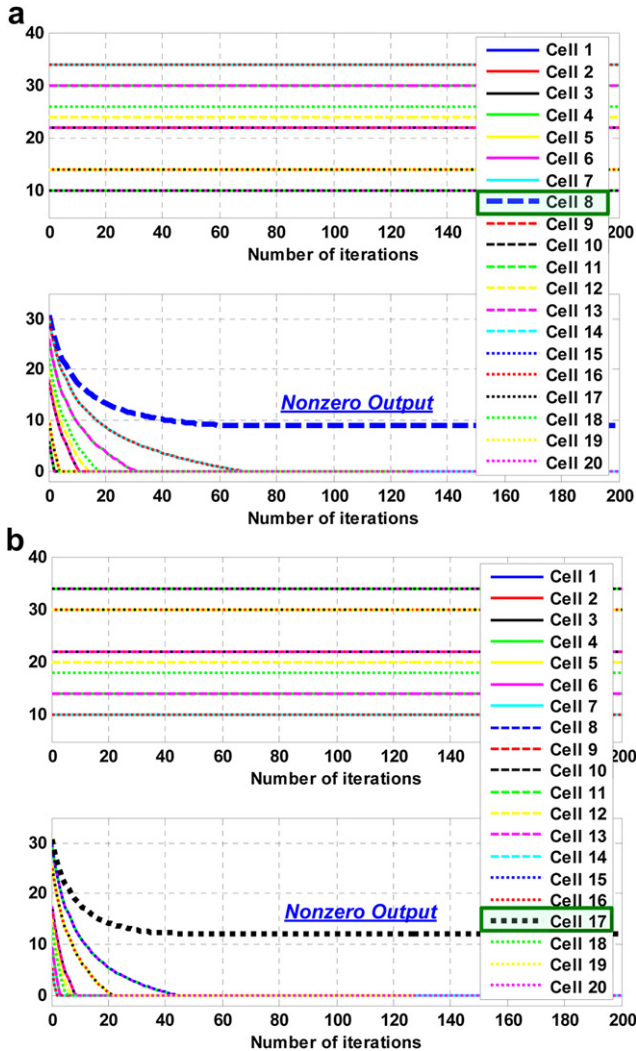 a
40
30
20
10
0
20
40
60
80
100
120
140
160
180
200
Number of iterations
30
20
10
0
Nonzero Output
0
20
40
60
80
100
120
140
160
180
200
Number of iterations
Cell 1
Cell 2
Cell 3
Cell 4
Cell 5
Cell 6
Cell 7
Cell 8
Cell 9
Cell 10
Cell 11
Cell 12
Cell 13
Cell 14
Cell 15
Cell 16
Cell 17
Cell 18
Cell 19
Cell 20
b
40
30
20
10
0
20
40
60
80
100
120
140
160
180
200
Number of iterations
30
20
10
0
Nonzero Output
0
20
40
60
80
100
120
140
160
180
200
Number of iterations
Cell 1
Cell 2
Cell 3
Cell 4
Cell 5
Cell 6
Cell 7
Cell 8
Cell 9
Cell 10
Cell 11
Cell 12
Cell 13
Cell 14
Cell 15
Cell 16
Cell 17
Cell 18
Cell 19
Cell 20